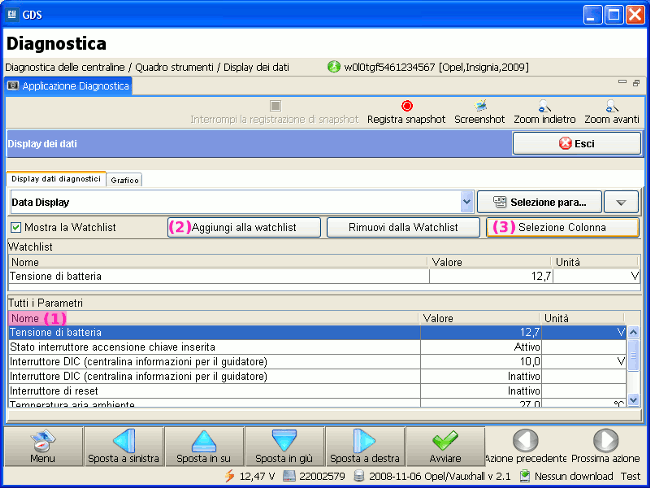 GDS
Diagnostica
Diagnostica delle centraline / Quadro strumenti / Display dei dati w0l0tgf5461234567 [Opel,Insignia,2009]
Applicazione Diagnostica
Interrompi la registrazione di snapshot Registra snapshot Screenshot Zoom indietro Zoom avanti
Display dei dati Esci
Display dati diagnostici Grafico
Data Display Selezione para...
Mostra la Watchlist (2) Aggiungi alla watchlist Rimuovi dalla Watchlist (3) Selezione Colonna
Watchlist
Nome Valore Unità
Tensione di batteria 12,7 V
Tutti i Parametri
Nome (1) Valore Unità
Tensione di batteria 12,7 V
Stato interruttore accensione chiave inserita Attivo
Interruttore DIC (centralina informazioni per il guidatore) 10,0 V
Interruttore DIC (centralina informazioni per il guidatore) Inattivo
Interruttore di reset Inattivo
Temperatura aria ambiente 27,0 °C
Menu Sposta a sinistra Sposta in su Sposta in giù Sposta a destra Avviare Azione precedente Prossima azione
12,47 V 22002579 2008-11-06 Opel/Vauxhall v 2.1 Nessun download Test